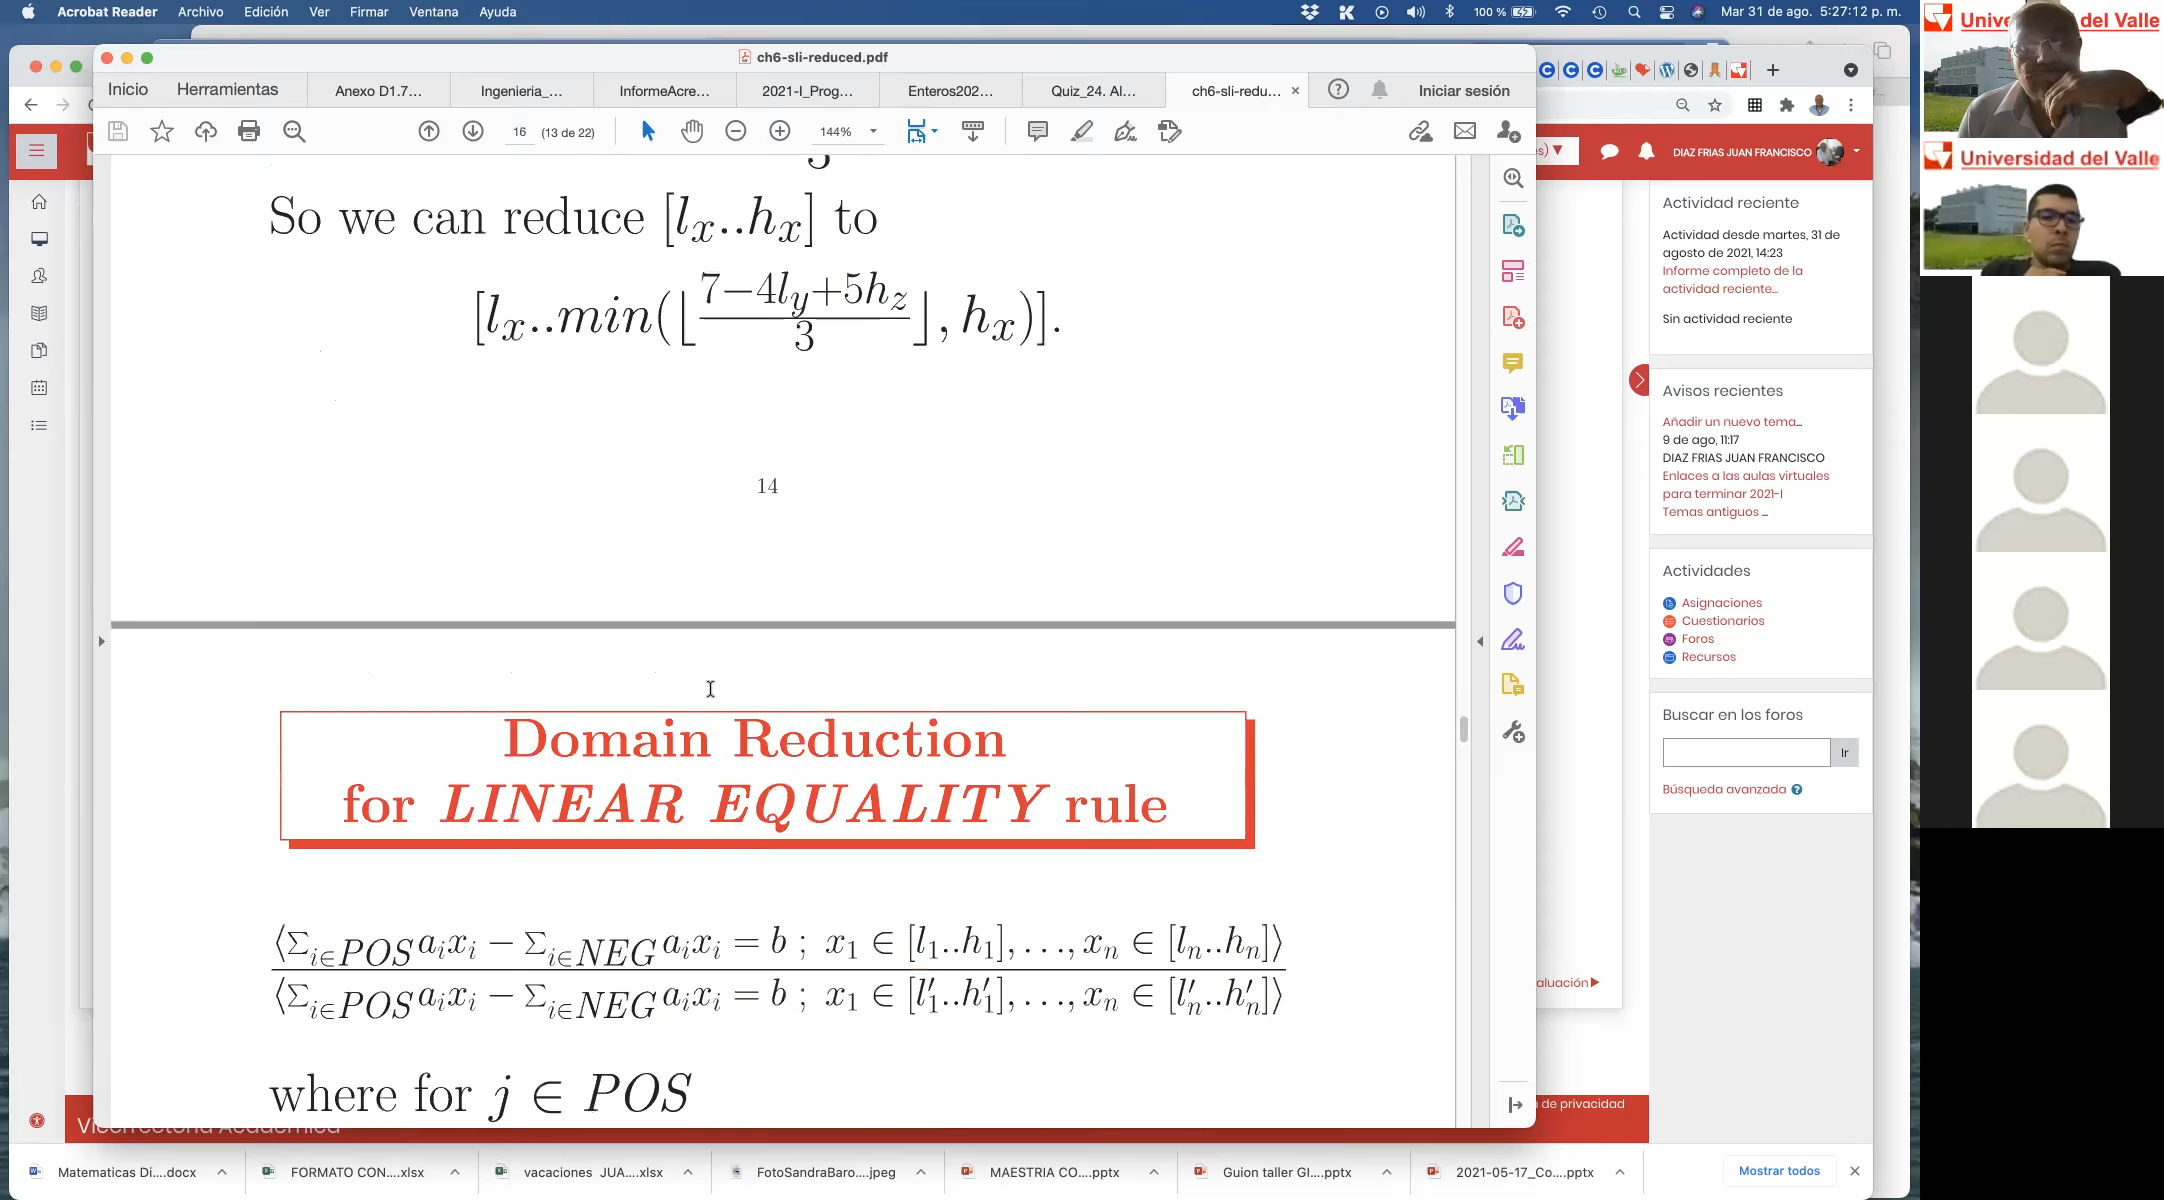 Acrobat Reader Archivo Edición Ver Firmar Ventana Ayuda
100 % Mar 31 de ago. 5:27:12 p. m.
ch6-sli-reduced.pdf
Inicio Herramientas Anexo D1.7... Ingenieria_... InformeAcre... 2021-I_Prog... Enteros202... Quiz_24. Al... ch6-sli-redu... × Iniciar sesión
16 (13 de 22) 144%
So we can reduce [l_x..h_x] to
[l_x..min(⌊(7−4l_y+5h_z)/3⌋, h_x)].
14
Domain Reduction
for LINEAR EQUALITY rule
⟨Σ_{i∈POS} a_i x_i − Σ_{i∈NEG} a_i x_i = b ; x_1 ∈ [l_1..h_1], …, x_n ∈ [l_n..h_n]⟩
⟨Σ_{i∈POS} a_i x_i − Σ_{i∈NEG} a_i x_i = b ; x_1 ∈ [l′_1..h′_1], …, x_n ∈ [l′_n..h′_n]⟩
where for j ∈ POS
DIAZ FRIAS JUAN FRANCISCO
Actividad reciente
Actividad desde martes, 31 de
agosto de 2021, 14:23
Informe completo de la
actividad reciente...
Sin actividad reciente
Avisos recientes
Añadir un nuevo tema...
9 de ago, 11:17
DIAZ FRIAS JUAN FRANCISCO
Enlaces a las aulas virtuales
para terminar 2021-I
Temas antiguos ...
Actividades
Asignaciones
Cuestionarios
Foros
Recursos
Buscar en los foros
Ir
Búsqueda avanzada
aluación
de privacidad
Matematicas Di....docx FORMATO CON....xlsx vacaciones JUA....xlsx FotoSandraBaro....jpeg MAESTRIA CO....pptx Guion taller GI....pptx 2021-05-17_Co....pptx Mostrar todos
del Valle
Universidad del Valle